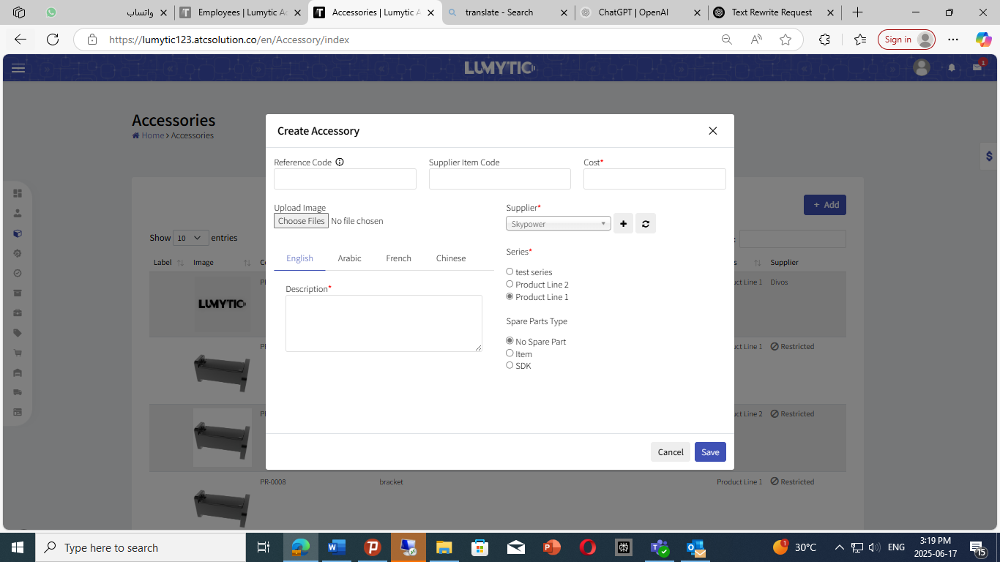 واتساب
Employees | Lumytic Ac
Accessories | Lumytic A
translate - Search
ChatGPT | OpenAI
Text Rewrite Request
https://lumytic123.atcsolution.co/en/Accessory/index
Sign in
LUMYTIC
1
Accessories
Home > Accessories
$
+ Add
Show 10 entries
:
Label Image C s Supplier
LUMYTIC
P uct Line 1 Divos
P uct Line 1 Restricted
P uct Line 2 Restricted
PR-0008 bracket Product Line 1 Restricted
Create Accessory
Reference Code
Supplier Item Code
Cost*
Upload Image
Choose Files No file chosen
Supplier*
Skypower
English Arabic French Chinese
Description*
Series*
test series
Product Line 2
Product Line 1
Spare Parts Type
No Spare Part
Item
SDK
Cancel Save
Type here to search
1
30°C
ENG
3:19 PM
2025-06-17
15